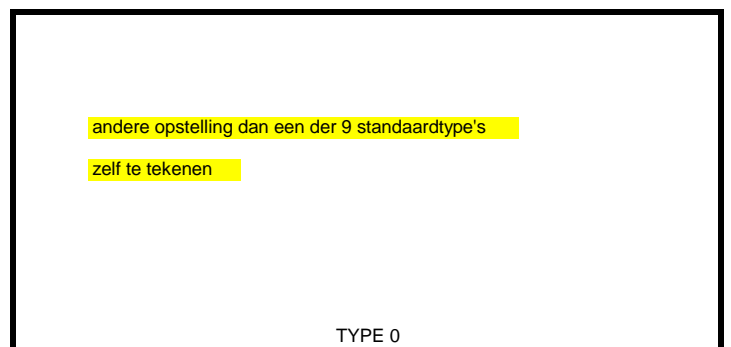 andere opstelling dan een der 9 standaardtype's
zelf te tekenen
TYPE 0